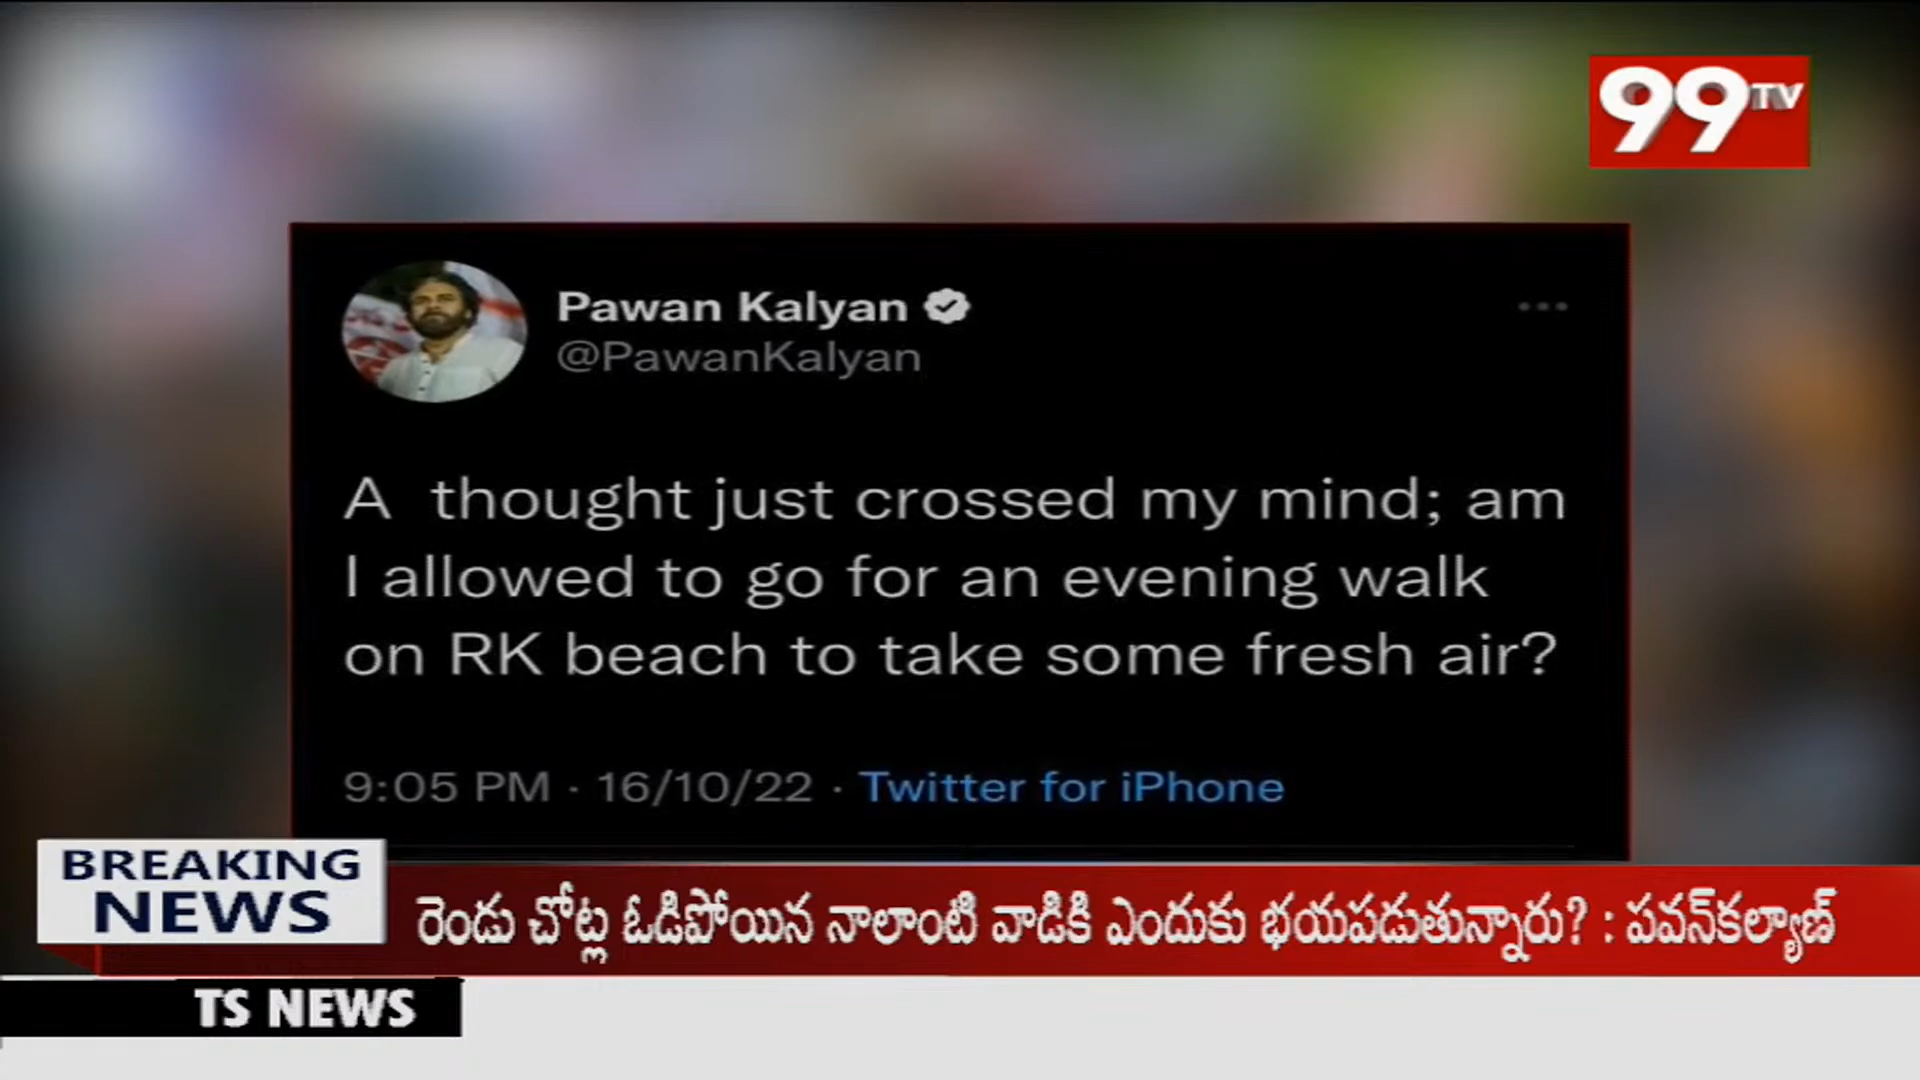 99TV
Pawan Kalyan
@PawanKalyan
A thought just crossed my mind; am
I allowed to go for an evening walk
on RK beach to take some fresh air?
9:05 PM · 16/10/22 · Twitter for iPhone
BREAKING
NEWS
రెండు చోట్ల ఓడిపోయిన నాలాంటి వాడికి ఎందుకు భయపడుతున్నారు? : పవన్‌కల్యాణ్
TS NEWS